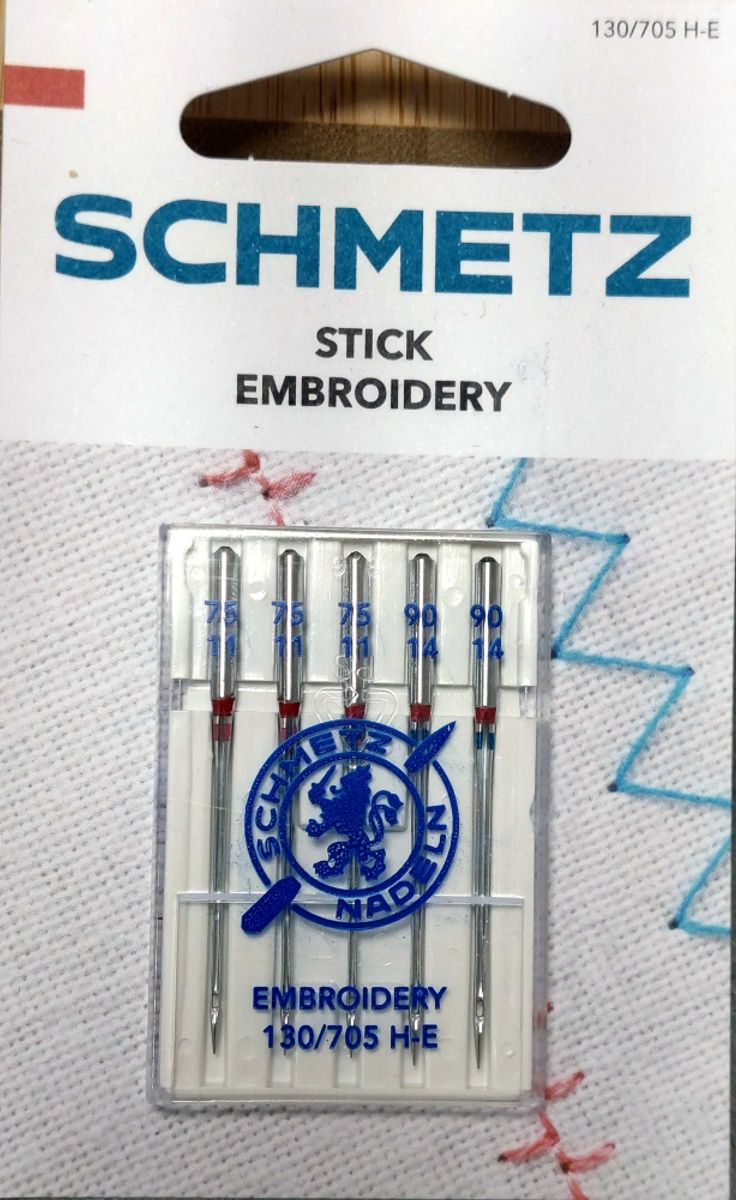 130/705 H-E
SCHMETZ
STICK
EMBROIDERY
75 75 75 90 90
11 11 11 14 14
SCHMETZ
NADELN
EMBROIDERY
130/705 H-E